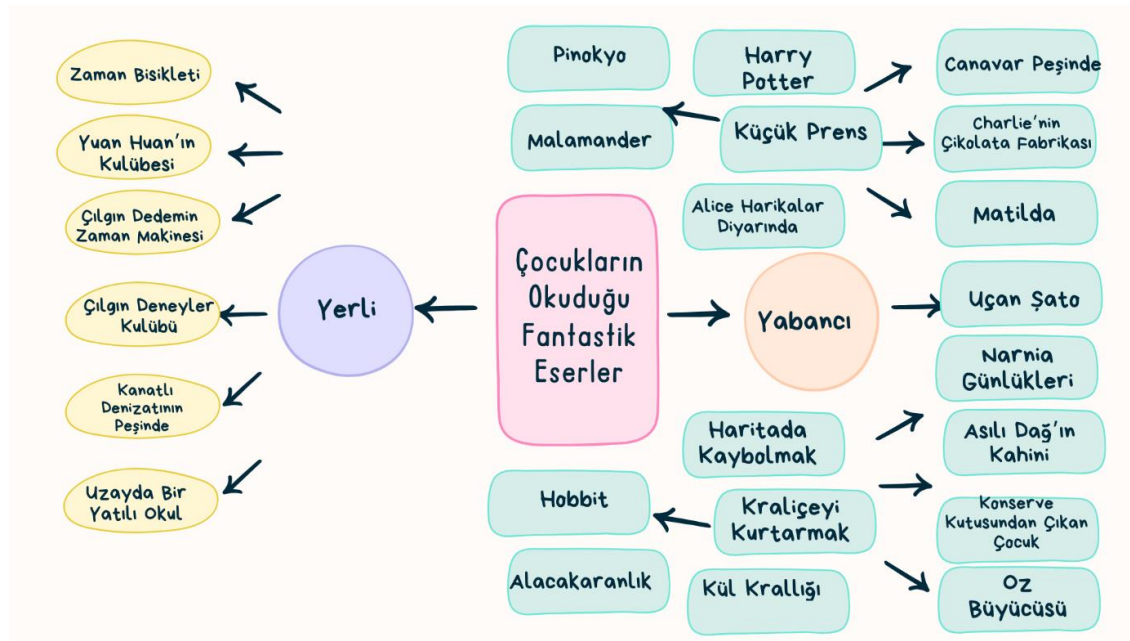 Zaman Bisikleti
Yuan Huan'ın
Kulübesi
Çılgın Dedemin
Zaman Makinesi
Çılgın Deneyler
Kulübü
Kanatlı
Denizatının
Peşinde
Uzayda Bir
Yatılı Okul
Yerli
Çocukların
Okuduğu
Fantastik
Eserler
Yabancı
Pinokyo
Harry
Potter
Canavar Peşinde
Malamander
Küçük Prens
Charlie'nin
Çikolata Fabrikası
Alice Harikalar
Diyarında
Matilda
Uçan Şato
Narnia
Günlükleri
Haritada
Kaybolmak
Asılı Dağ'ın
Kahini
Hobbit
Kraliçeyi
Kurtarmak
Konserve
Kutusundan Çıkan
Çocuk
Alacakaranlık
Kül Krallığı
Oz
Büyücüsü